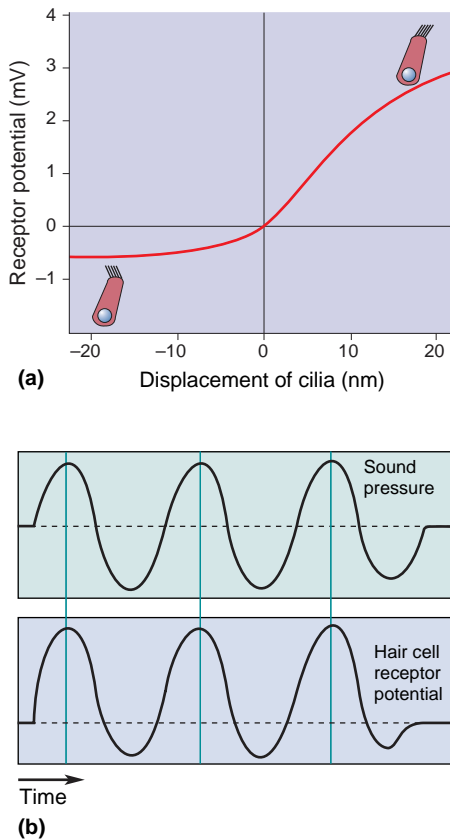 4
3
2
1
0
–1
Receptor potential (mV)
–20
–10
0
10
20
(a)
Displacement of cilia (nm)
Sound
pressure
Hair cell
receptor
potential
Time
(b)